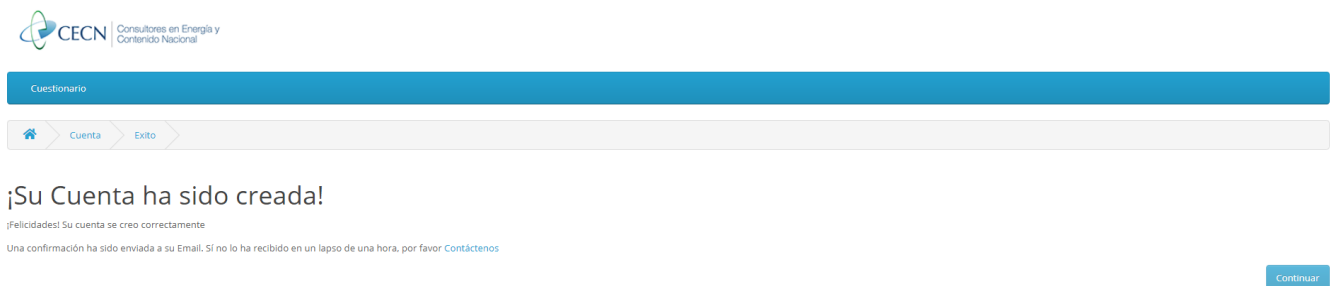 CECN
Consultores en Energía y
Contenido Nacional
Cuestionario
Cuenta
Exito
¡Su Cuenta ha sido creada!
¡Felicidades! Su cuenta se creo correctamente
Una confirmación ha sido enviada a su Email. Sí no lo ha recibido en un lapso de una hora, por favor Contáctenos
Continuar